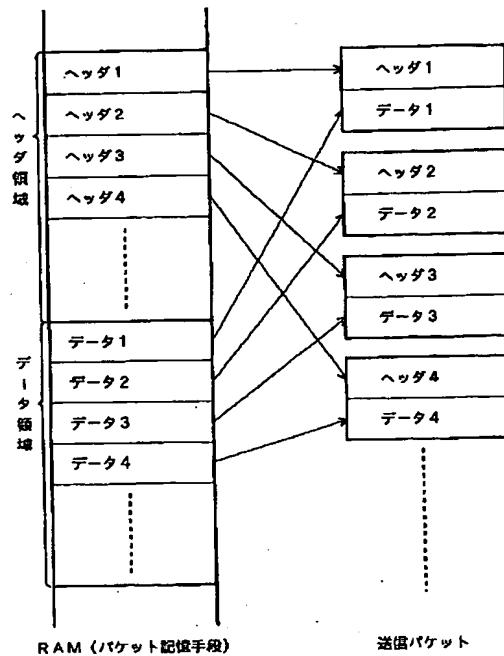 ヘッダ領域
ヘッダ1
ヘッダ2
ヘッダ3
ヘッダ4
データ領域
データ1
データ2
データ3
データ4
RAM（パケット記憶手段）
ヘッダ1
データ1
ヘッダ2
データ2
ヘッダ3
データ3
ヘッダ4
データ4
送信パケット